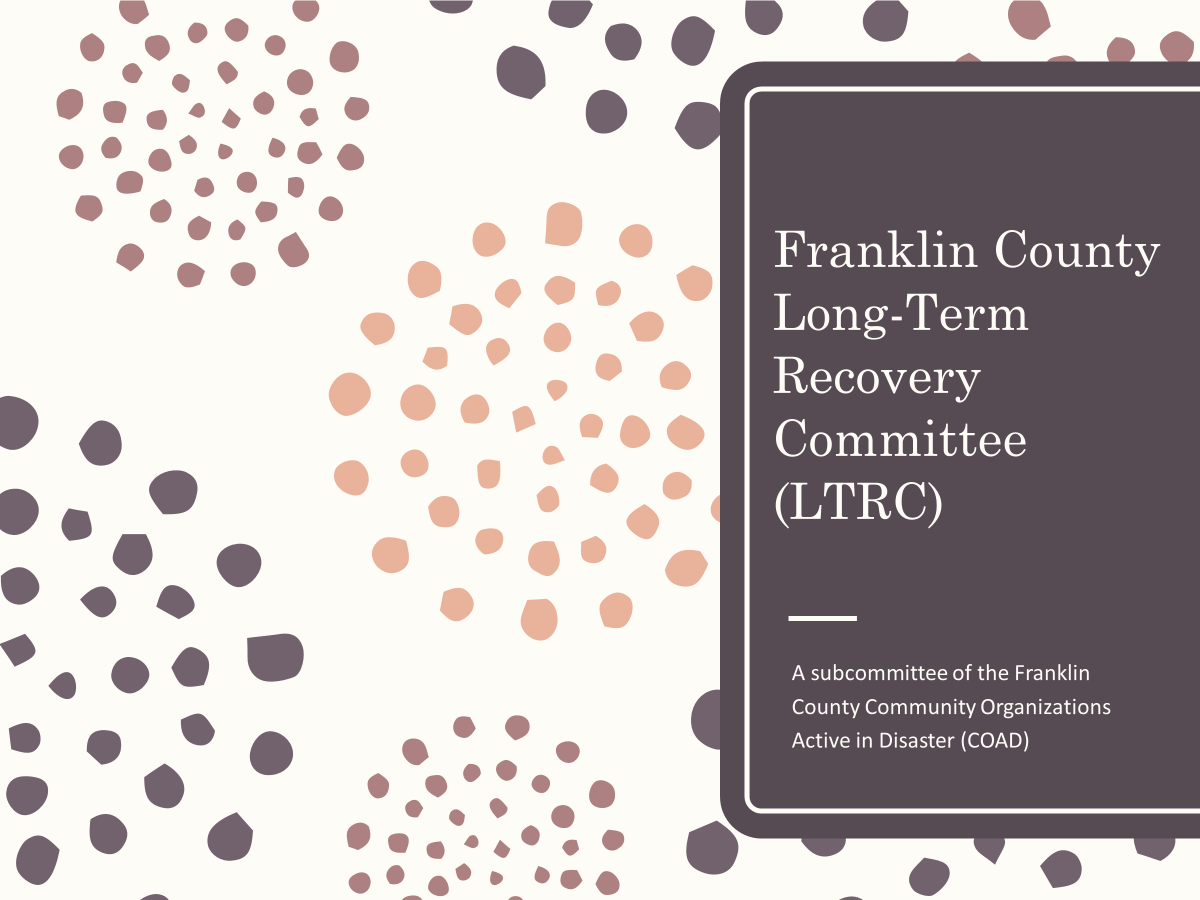 Franklin County
Long-Term
Recovery
Committee
(LTRC)
A subcommittee of the Franklin
County Community Organizations
Active in Disaster (COAD)